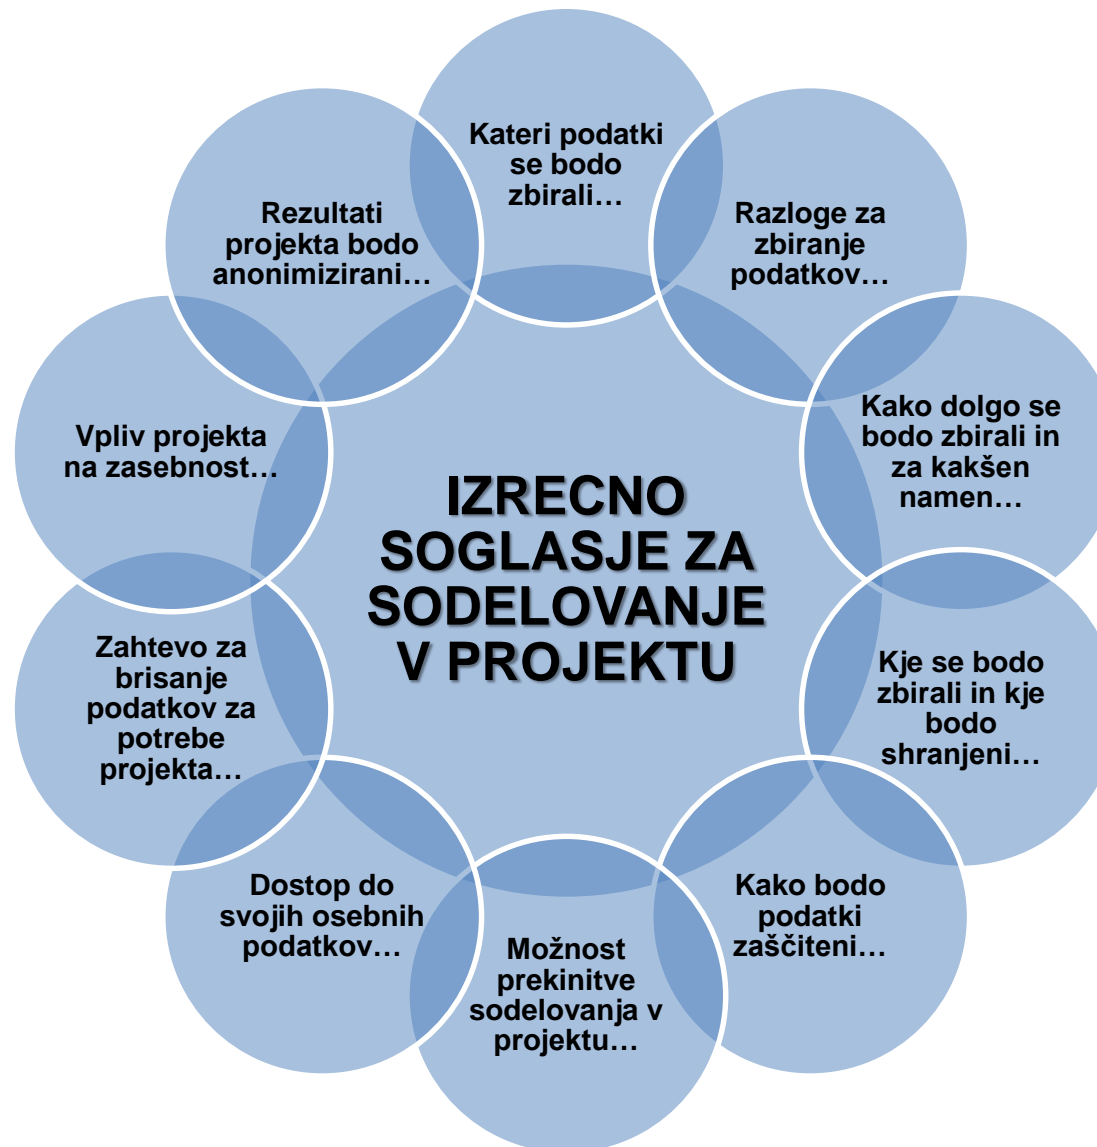 Kateri podatki
se bodo
zbirali…
Razloge za
zbiranje
podatkov…
Kako dolgo se
bodo zbirali in
za kakšen
namen…
Kje se bodo
zbirali in kje
bodo
shranjeni…
Kako bodo
podatki
zaščiteni…
Možnost
prekinitve
sodelovanja v
projektu…
Dostop do
svojih osebnih
podatkov…
Zahtevo za
brisanje
podatkov za
potrebe
projekta…
Vpliv projekta
na zasebnost…
Rezultati
projekta bodo
anonimizirani…
IZRECNO
SOGLASJE ZA
SODELOVANJE
V PROJEKTU